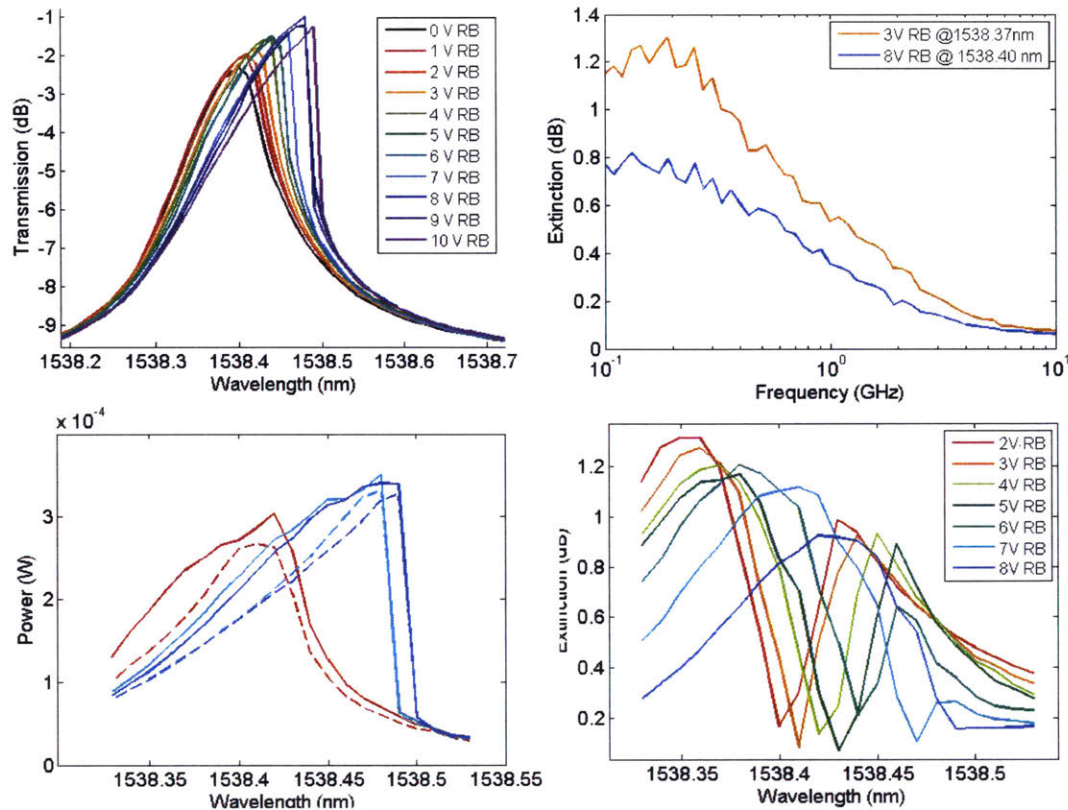 -1
-2
-3
-4
-5
-6
-7
-8
-9
Transmission (dB)
0 V RB
1 V RB
2 V RB
3 V RB
4 V RB
5 V RB
6 V RB
7 V RB
8 V RB
9 V RB
10 V RB
1538.2 1538.3 1538.4 1538.5 1538.6 1538.7
Wavelength (nm)
1.4
1.2
1
0.8
0.6
0.4
0.2
0
Extinction (dB)
3V RB @1538.37nm
8V RB @ 1538.40 nm
10-1 100 101
Frequency (GHz)
x 10-4
3
2
1
0
Power (W)
1538.35 1538.4 1538.45 1538.5 1538.55
Wavelength (nm)
1.2
1
0.8
0.6
0.4
0.2
Extinction (dB)
2V RB
3V RB
4V RB
5V RB
6V RB
7V RB
8V RB
1538.35 1538.4 1538.45 1538.5
Wavelength (nm)